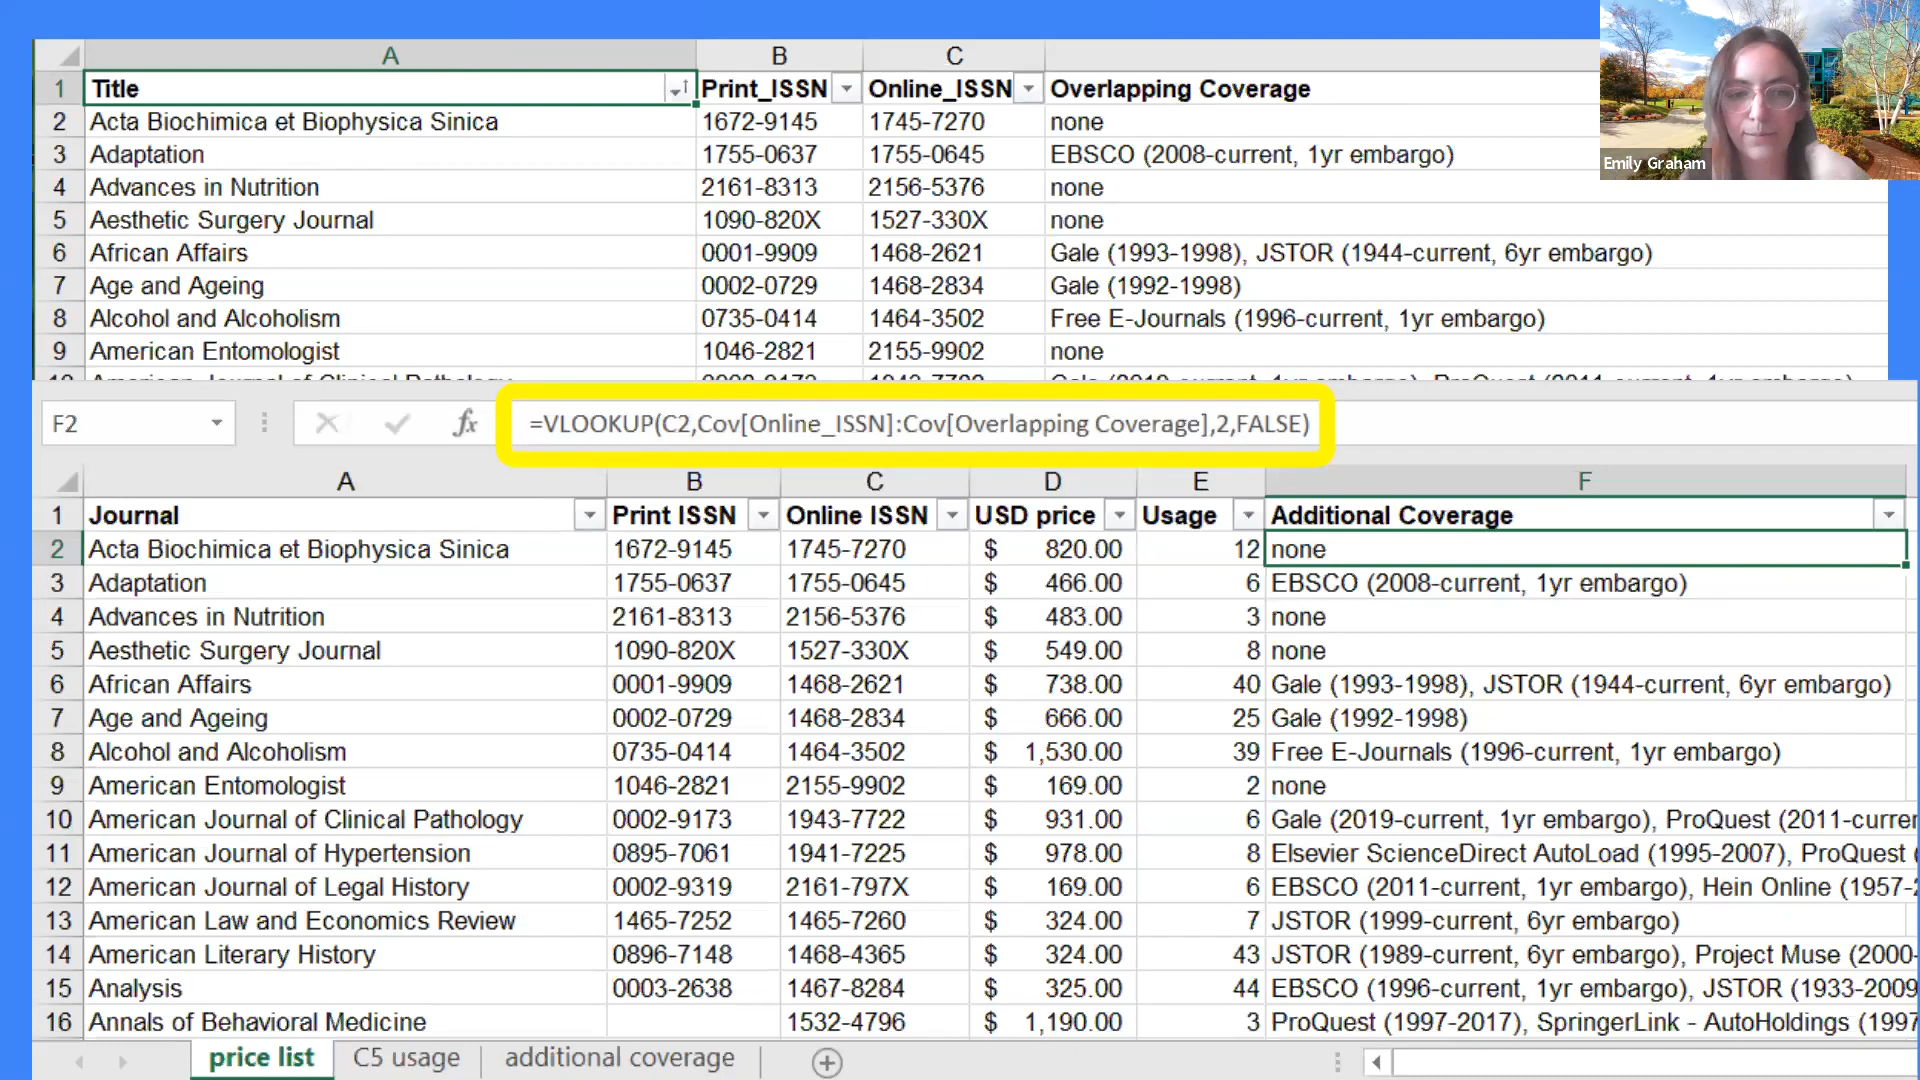 A B C
1 Title Print_ISSN Online_ISSN Overlapping Coverage
2 Acta Biochimica et Biophysica Sinica 1672-9145 1745-7270 none
3 Adaptation 1755-0637 1755-0645 EBSCO (2008-current, 1yr embargo)
4 Advances in Nutrition 2161-8313 2156-5376 none
5 Aesthetic Surgery Journal 1090-820X 1527-330X none
6 African Affairs 0001-9909 1468-2621 Gale (1993-1998), JSTOR (1944-current, 6yr embargo)
7 Age and Ageing 0002-0729 1468-2834 Gale (1992-1998)
8 Alcohol and Alcoholism 0735-0414 1464-3502 Free E-Journals (1996-current, 1yr embargo)
9 American Entomologist 1046-2821 2155-9902 none
Emily Graham
F2 fx =VLOOKUP(C2,Cov[Online_ISSN]:Cov[Overlapping Coverage],2,FALSE)
A B C D E F
1 Journal Print ISSN Online ISSN USD price Usage Additional Coverage
2 Acta Biochimica et Biophysica Sinica 1672-9145 1745-7270 $ 820.00 12 none
3 Adaptation 1755-0637 1755-0645 $ 466.00 6 EBSCO (2008-current, 1yr embargo)
4 Advances in Nutrition 2161-8313 2156-5376 $ 483.00 3 none
5 Aesthetic Surgery Journal 1090-820X 1527-330X $ 549.00 8 none
6 African Affairs 0001-9909 1468-2621 $ 738.00 40 Gale (1993-1998), JSTOR (1944-current, 6yr embargo)
7 Age and Ageing 0002-0729 1468-2834 $ 666.00 25 Gale (1992-1998)
8 Alcohol and Alcoholism 0735-0414 1464-3502 $ 1,530.00 39 Free E-Journals (1996-current, 1yr embargo)
9 American Entomologist 1046-2821 2155-9902 $ 169.00 2 none
10 American Journal of Clinical Pathology 0002-9173 1943-7722 $ 931.00 6 Gale (2019-current, 1yr embargo), ProQuest (2011-curre
11 American Journal of Hypertension 0895-7061 1941-7225 $ 978.00 8 Elsevier ScienceDirect AutoLoad (1995-2007), ProQuest (
12 American Journal of Legal History 0002-9319 2161-797X $ 169.00 6 EBSCO (2011-current, 1yr embargo), Hein Online (1957-
13 American Law and Economics Review 1465-7252 1465-7260 $ 324.00 7 JSTOR (1999-current, 6yr embargo)
14 American Literary History 0896-7148 1468-4365 $ 324.00 43 JSTOR (1989-current, 6yr embargo), Project Muse (2000-
15 Analysis 0003-2638 1467-8284 $ 325.00 44 EBSCO (1996-current, 1yr embargo), JSTOR (1933-2009
16 Annals of Behavioral Medicine 1532-4796 $ 1,190.00 3 ProQuest (1997-2017), SpringerLink - AutoHoldings (1997
price list C5 usage additional coverage